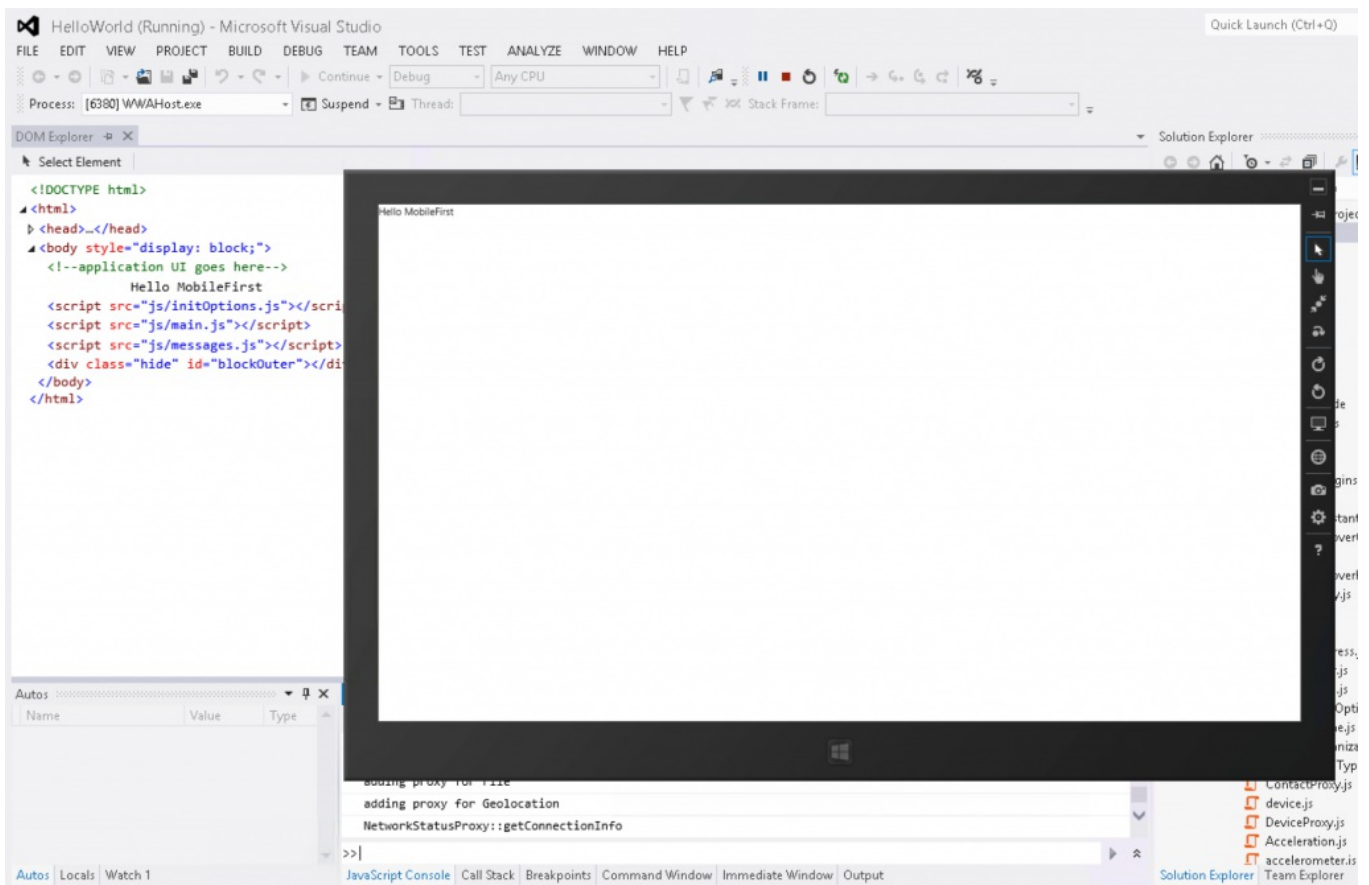 HelloWorld (Running) - Microsoft Visual Studio
Quick Launch (Ctrl+Q)
FILE EDIT VIEW PROJECT BUILD DEBUG TEAM TOOLS TEST ANALYZE WINDOW HELP
Continue Debug Any CPU
Process: [6380] WWAHost.exe Suspend Thread: Stack Frame:
DOM Explorer
Solution Explorer
Select Element
<!DOCTYPE html>
<html>
<head>…</head>
<body style="display: block;">
<!--application UI goes here-->
Hello MobileFirst
<script src="js/initOptions.js"></scri
<script src="js/main.js"></script>
<script src="js/messages.js"></script>
<div class="hide" id="blockOuter"></di
</body>
</html>
Hello MobileFirst
?
Autos
Name Value Type
adding proxy for File
adding proxy for Geolocation
NetworkStatusProxy::getConnectionInfo
>>
ContactProxy.js
device.js
DeviceProxy.js
Acceleration.js
accelerometer.js
Autos Locals Watch 1
JavaScript Console Call Stack Breakpoints Command Window Immediate Window Output
Solution Explorer Team Explorer